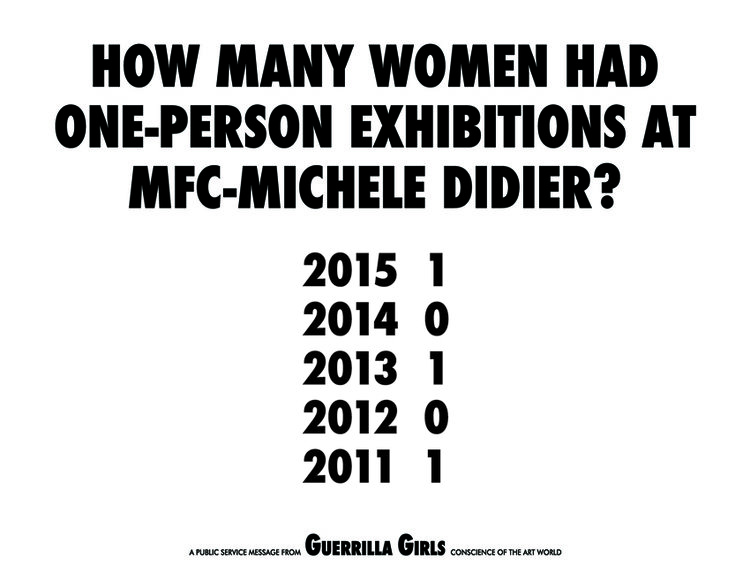 HOW MANY WOMEN HAD
ONE-PERSON EXHIBITIONS AT
MFC-MICHELE DIDIER?
2015 1
2014 0
2013 1
2012 0
2011 1
A PUBLIC SERVICE MESSAGE FROM GUERRILLA GIRLS CONSCIENCE OF THE ART WORLD